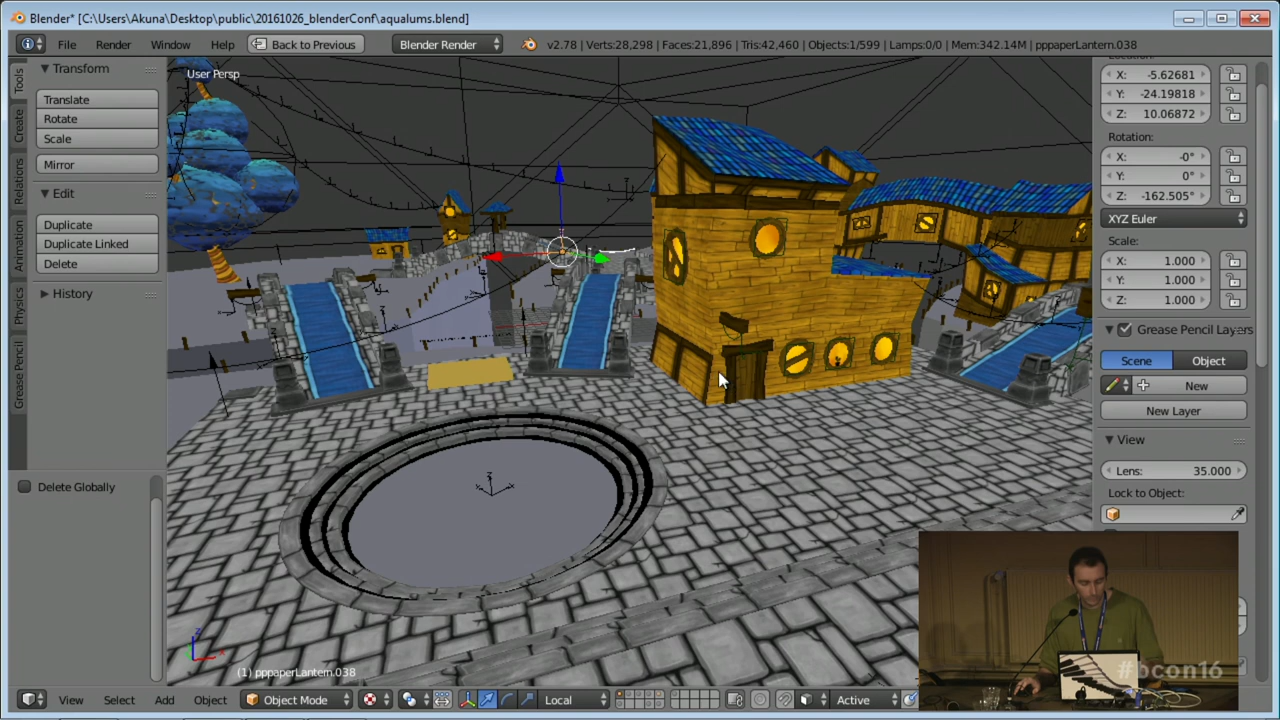 Blender* [C:\Users\Akuna\Desktop\public\20161026_blenderConf\aqualums.blend]
File Render Window Help Back to Previous Blender Render v2.78 | Verts:28,298 | Faces:21,896 | Tris:42,460 | Objects:1/599 | Lamps:0/0 | Mem:342.14M | pppaperLantern.038
Tools
Create
Relations
Animation
Physics
Grease Pencil
Transform
Translate
Rotate
Scale
Mirror
Edit
Duplicate
Duplicate Linked
Delete
History
Delete Globally
User Persp
(1) pppaperLantern.038
X: -5.62681
Y: -24.19818
Z: 10.06872
Rotation:
X: -0°
Y: 0°
Z: -162.505°
XYZ Euler
Scale:
X: 1.000
Y: 1.000
Z: 1.000
Grease Pencil Layers
Scene Object
New
New Layer
View
Lens: 35.000
Lock to Object:
#bcon16
View Select Add Object Object Mode Local Active